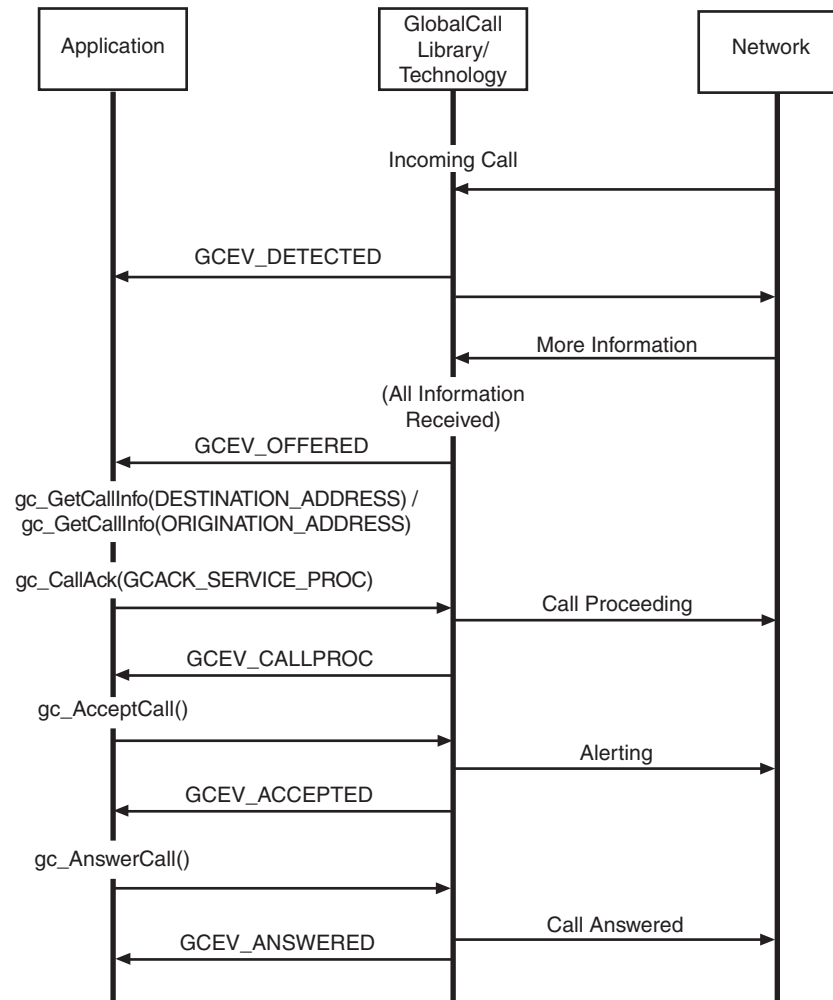 Application
GlobalCall
Library/
Technology
Network
Incoming Call
GCEV_DETECTED
More Information
(All Information
Received)
GCEV_OFFERED
gc_GetCallInfo(DESTINATION_ADDRESS) /
gc_GetCallInfo(ORIGINATION_ADDRESS)
gc_CallAck(GCACK_SERVICE_PROC)
Call Proceeding
GCEV_CALLPROC
gc_AcceptCall()
Alerting
GCEV_ACCEPTED
gc_AnswerCall()
Call Answered
GCEV_ANSWERED